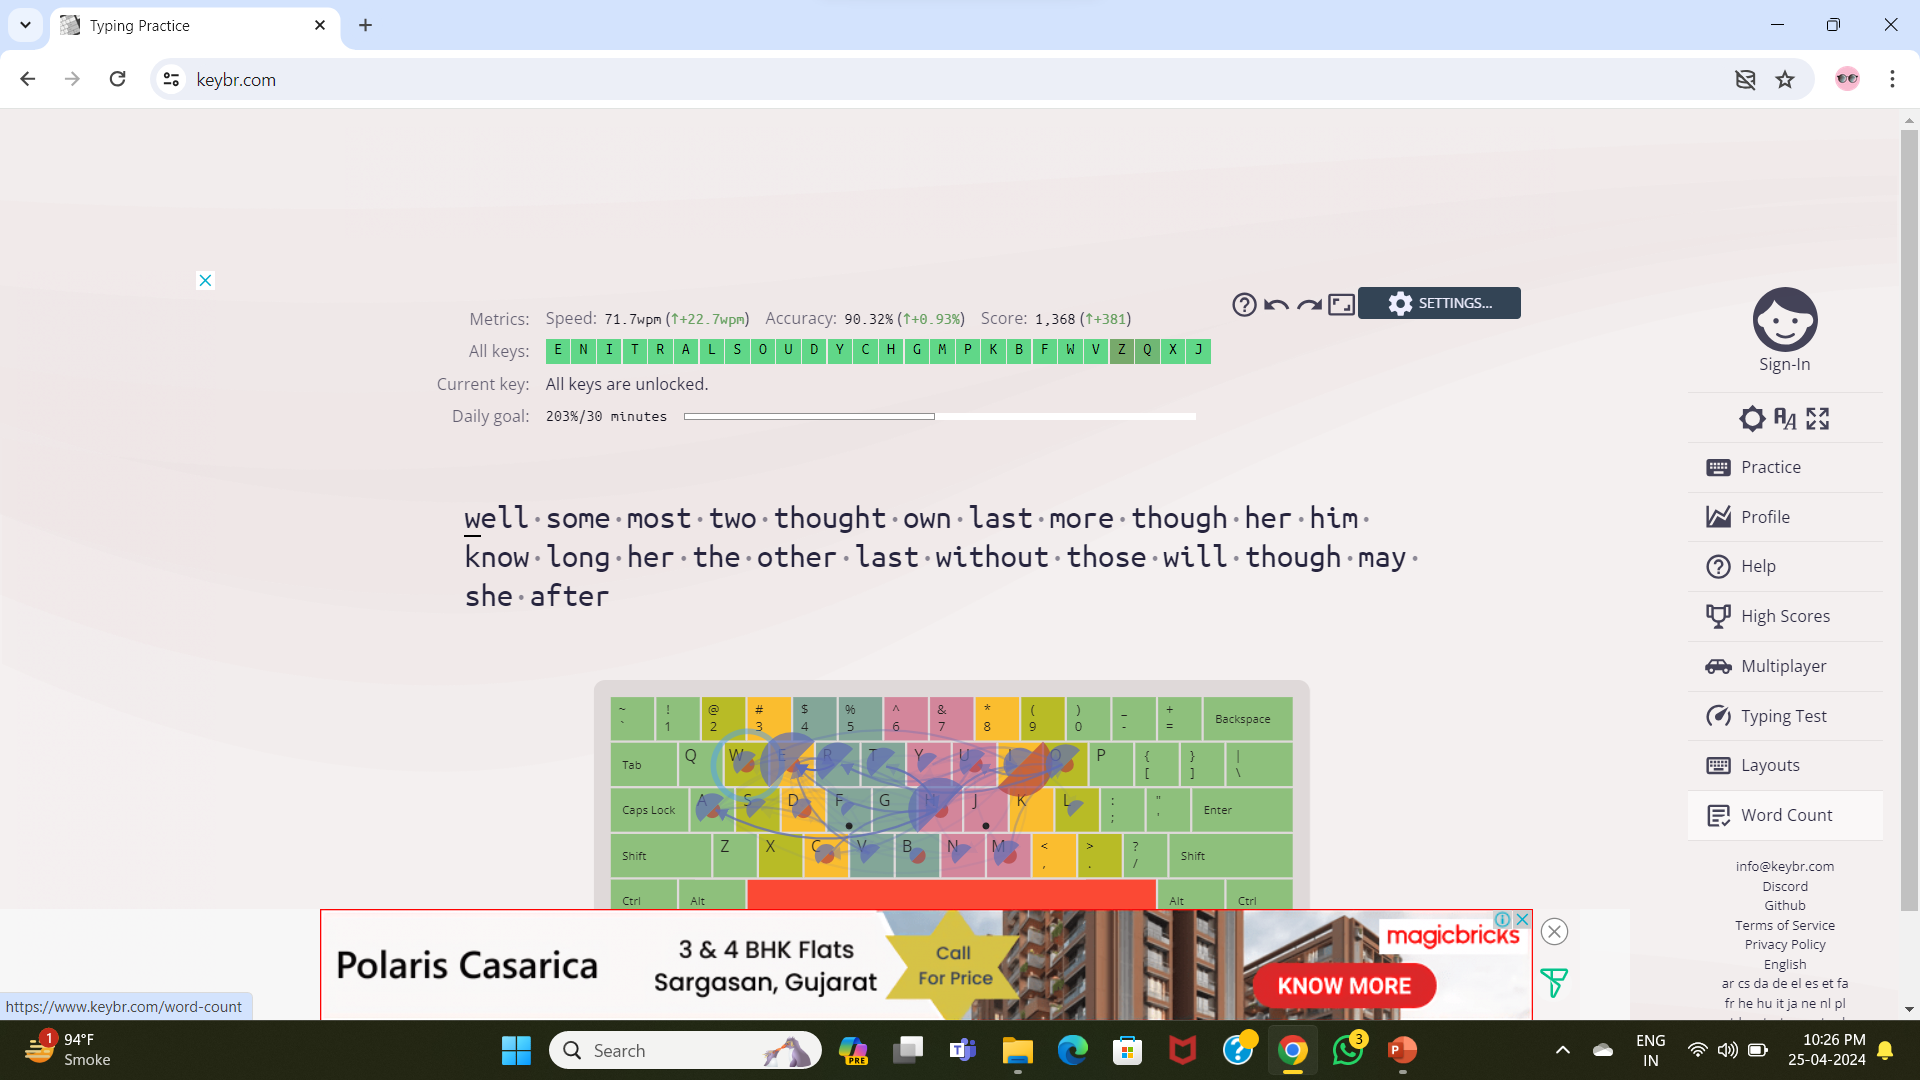 Typing Practice
keybr.com
Metrics: Speed: 71.7wpm (↑+22.7wpm) Accuracy: 90.32% (↑+0.93%) Score: 1,368 (↑+381)
SETTINGS...
All keys: E N I T R A L S O U D Y C H G M P K B F W V Z Q X J
Current key: All keys are unlocked.
Daily goal: 203%/30 minutes
Sign-In
Practice
Profile
Help
High Scores
Multiplayer
Typing Test
Layouts
Word Count
info@keybr.com
Discord
Github
Terms of Service
Privacy Policy
English
ar cs da de el es et fa
fr he hu it ja ne nl pl
well·some·most·two·thought·own·last·more·though·her·him·
know·long·her·the·other·last·without·those·will·though·may·
she·after
~ ! @ # $ % ^ & * ( ) _ +
` 1 2 3 4 5 6 7 8 9 0 - = Backspace
Tab Q W E R T Y U I O P { } |
[ ] \
Caps Lock A S D F G H J K L : " Enter
; '
Shift Z X C V B N M < > ? Shift
, . /
Ctrl Alt Alt Ctrl
Polaris Casarica
3 & 4 BHK Flats
Sargasan, Gujarat
Call
For Price
magicbricks
KNOW MORE
https://www.keybr.com/word-count
1
94°F
Smoke
Search
PRE
3
ENG
IN
10:26 PM
25-04-2024